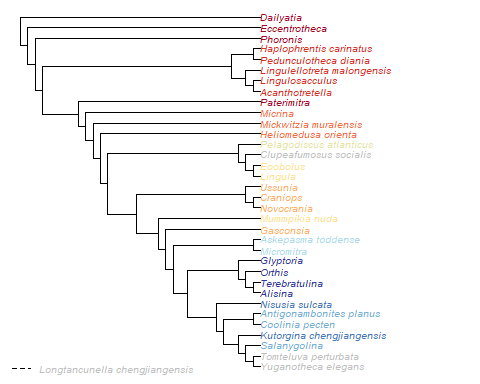 Dailyatia
Eccentrotheca
Phoronis
Haplophrentis carinatus
Pedunculotheca diania
Lingulellotreta malongensis
Lingulosacculus
Acanthotretella
Paterimitra
Micrina
Mickwitzia muralensis
Heliomedusa orienta
Pelagodiscus atlanticus
Clupeafumosus socialis
Eoobolus
Lingula
Ussunia
Craniops
Novocrania
Mummpikia nuda
Gasconsia
Askepasma toddense
Micromitra
Glyptoria
Orthis
Terebratulina
Alisina
Nisusia sulcata
Antigonambonites planus
Coolinia pecten
Kutorgina chengjiangensis
Salanygolina
Tomteluva perturbata
Yuganotheca elegans
Longtancunella chengjiangensis